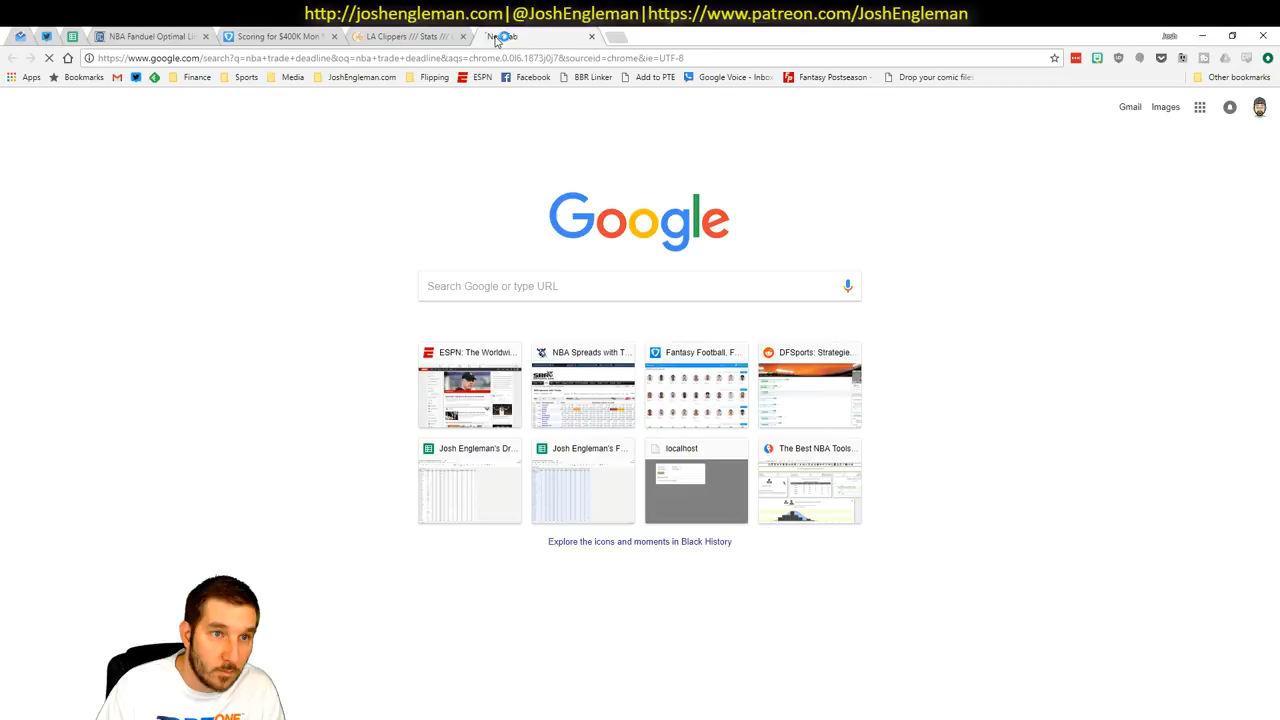 http://joshengleman.com|@JoshEngleman|https://www.patreon.com/JoshEngleman
NBA Fanduel Optimal Li
Scoring for $400K Mon
LA Clippers /// Stats ///
Tab
Josh
https://www.google.com/search?q=nba+trade+deadline&oq=nba+trade+deadline&aqs=chrome.0.0l6.1873j0j7&sourceid=chrome&ie=UTF-8
Apps
Bookmarks
Finance
Sports
Media
JoshEngleman.com
Flipping
ESPN
Facebook
BBR Linker
Add to PTE
Google Voice - Inbox
Fantasy Postseason -
Drop your comic files
Other bookmarks
Gmail
Images
Google
Search Google or type URL
ESPN: The Worldwi...
NBA Spreads with T...
Fantasy Football, F...
DFSports: Strategie...
Josh Engleman's Dr...
Josh Engleman's F...
localhost
The Best NBA Tools...
Explore the icons and moments in Black History
ONE